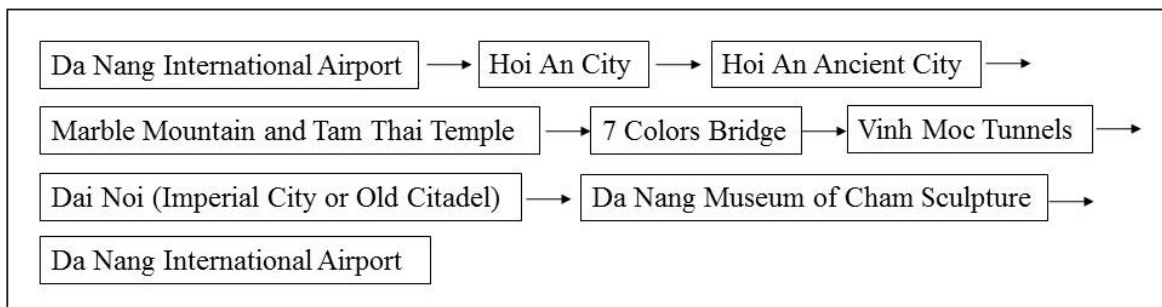 Da Nang International Airport → Hoi An City → Hoi An Ancient City →
Marble Mountain and Tam Thai Temple → 7 Colors Bridge → Vinh Moc Tunnels →
Dai Noi (Imperial City or Old Citadel) → Da Nang Museum of Cham Sculpture →
Da Nang International Airport